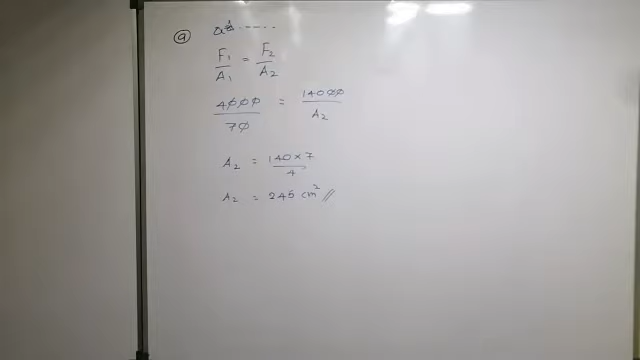 a
F₁/A₁ = F₂/A₂
4000/70 = 14000/A₂
A₂ = 140 × 7/4
A₂ = 245 cm² //